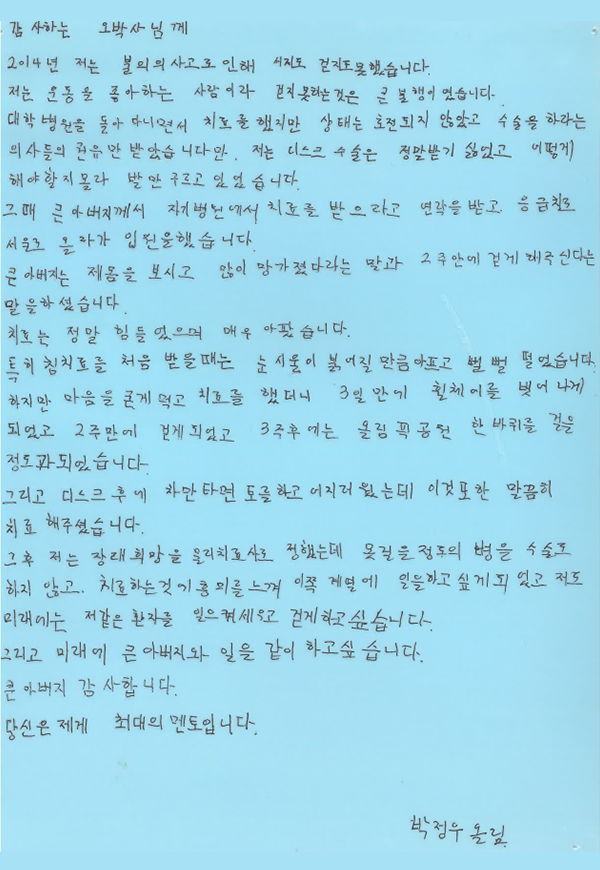 감사하는 오박사님께
2014년 저는 불의의사고로 인해 서지도 걷지도못했습니다.
저는 운동을 좋아하는 사람이라 걷지못하는것은 큰 불행이였습니다.
대학병원을 돌아다니면서 치료를했지만 상태는 호전되지 않았고 수술을 하라는
의사들의 권유만 받았습니다만. 저는 디스크 수술은 정말받기 싫었고 어떻게
해야할지몰라 발만 구르고 있었습니다.
그때 큰아버지께서 자기병원에서 치료를 받으라고 연락을받고. 응급치료
서울로 올라가 입원을했습니다.
큰아버지는 제몸을 보시고 많이 망가졌다라는 말과 2주안에 걷게 해주신다는
말을하셨습니다.
치료는 정말 힘들었으며 매우 아팠습니다.
특히 침치료를 처음 받을때는 눈시울이 붉어질만큼아프고 뻘뻘 떨었습니다.
하지만 마음을 굳게먹고 치료를 했더니 3일만에 휠체어를 벗어나게
되었고 2주만에 걷게되었고 3주후에는 올림픽공원 한바퀴를 걸을
정도과되었습니다.
그리고 디스크후에 차만타면 토를하고 어지러웠는데 이것또한 말끔히
치료해주셨습니다.
그후 저는 장래희망을 물리치료사로 정했는데 못걸을정도의 병을 수술도
하지 않고. 치료하는것에 흥미를느껴 이쪽 계열에 일을하고싶게되었고 저도
미래에는 저같은환자를 일으켜세우고 걷게하고싶습니다.
그리고 미래에 큰아버지와 일을 같이 하고싶습니다.
큰아버지 감사합니다.
당신은제게 최대의멘토입니다.
박정우 올림